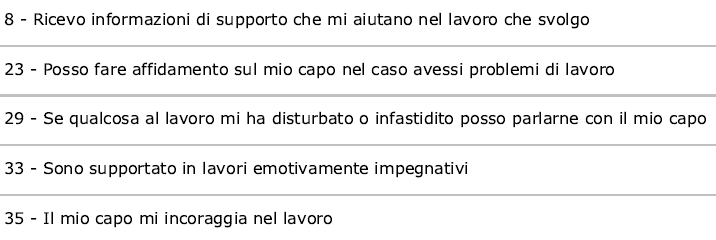 8 - Ricevo informazioni di supporto che mi aiutano nel lavoro che svolgo
23 - Posso fare affidamento sul mio capo nel caso avessi problemi di lavoro
29 - Se qualcosa al lavoro mi ha disturbato o infastidito posso parlarne con il mio capo
33 - Sono supportato in lavori emotivamente impegnativi
35 - Il mio capo mi incoraggia nel lavoro